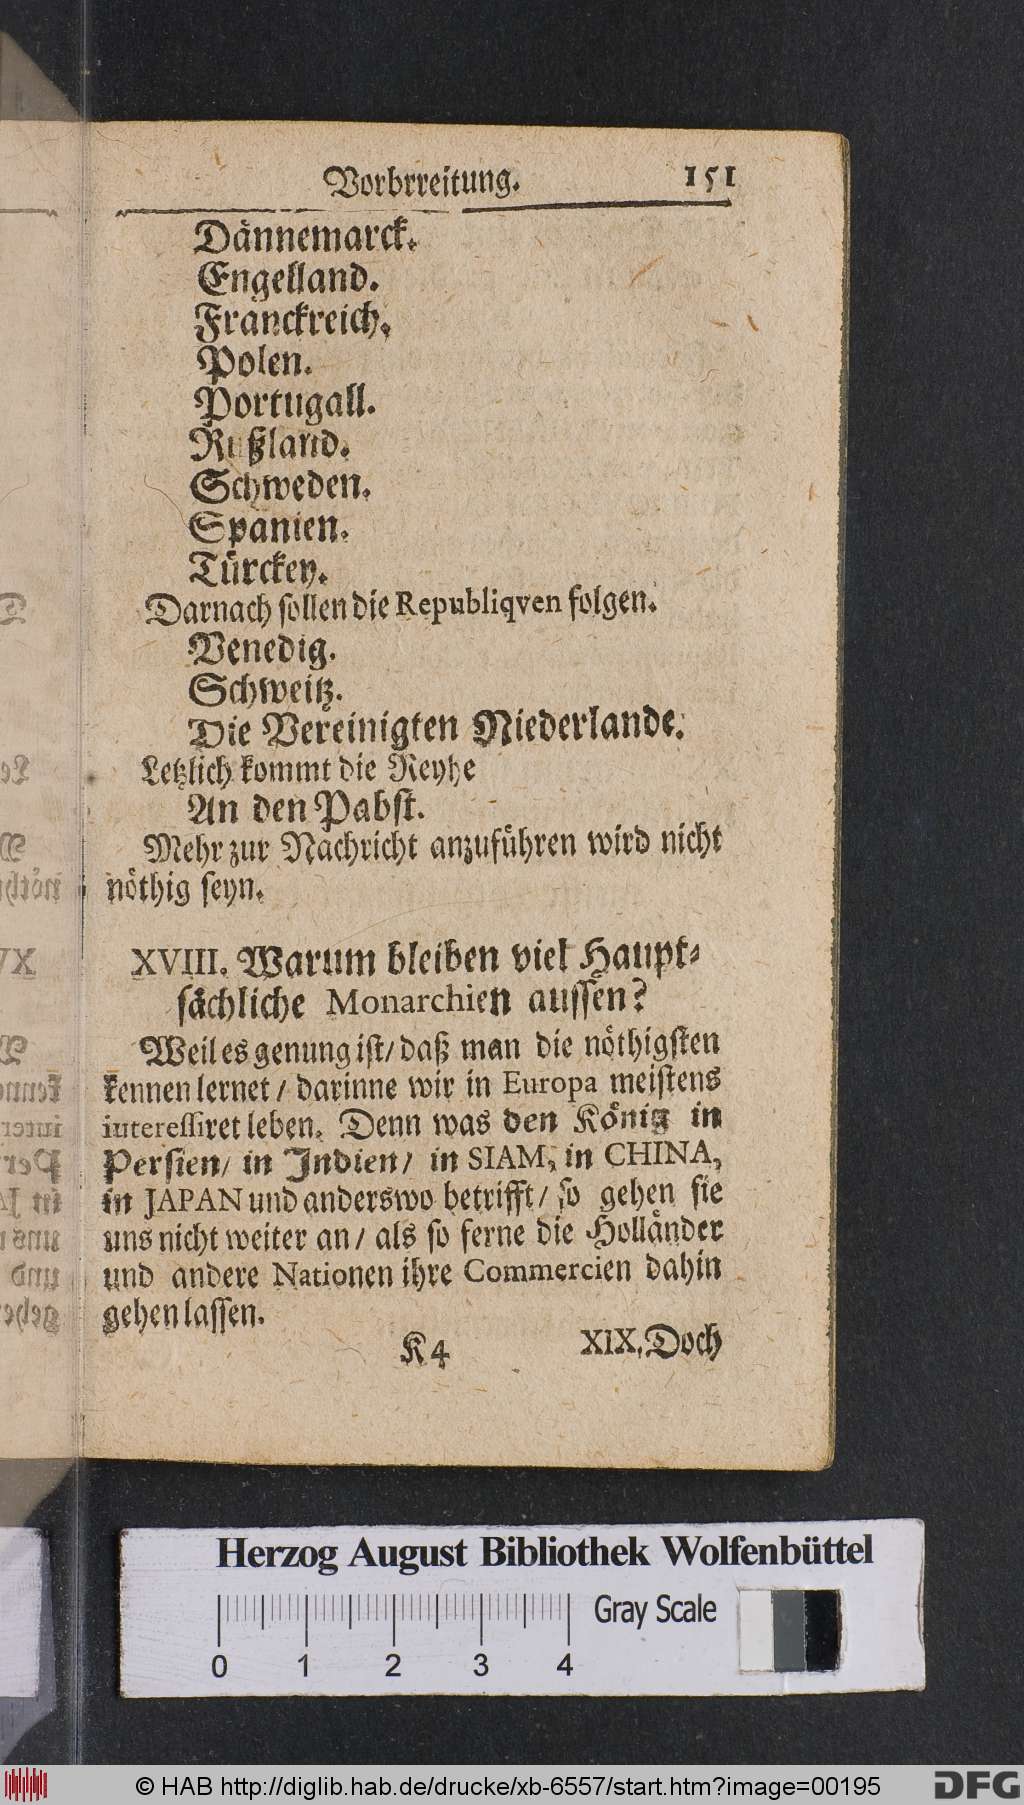 Vorbrreitung. 151
Dännemarck.
Engelland.
Franckreich.
Polen.
Portugall.
Rußland.
Schweden.
Spanien.
Türckey.
Darnach sollen die Republiqven folgen.
Venedig.
Schweitz.
Die Vereinigten Niederlande.
Letzlich kommt die Reyhe
An den Pabst.
Mehr zur Nachricht anzuführen wird nicht
nöthig seyn.
XVIII. Warum bleiben viel Haupt-
sächliche Monarchien aussen?
Weil es genung ist/ daß man die nöthigsten
kennen lernet / darinne wir in Europa meistens
interessiret leben. Denn was den König in
Persien/ in Indien/ in SIAM, in CHINA,
in JAPAN und anderswo betrifft/ so gehen sie
uns nicht weiter an/ als so ferne die Holländer
und andere Nationen ihre Commercien dahin
gehen lassen.
K 4 XIX. Doch
Herzog August Bibliothek Wolfenbüttel
Gray Scale
0 1 2 3 4
© HAB http://diglib.hab.de/drucke/xb-6557/start.htm?image=00195
DFG